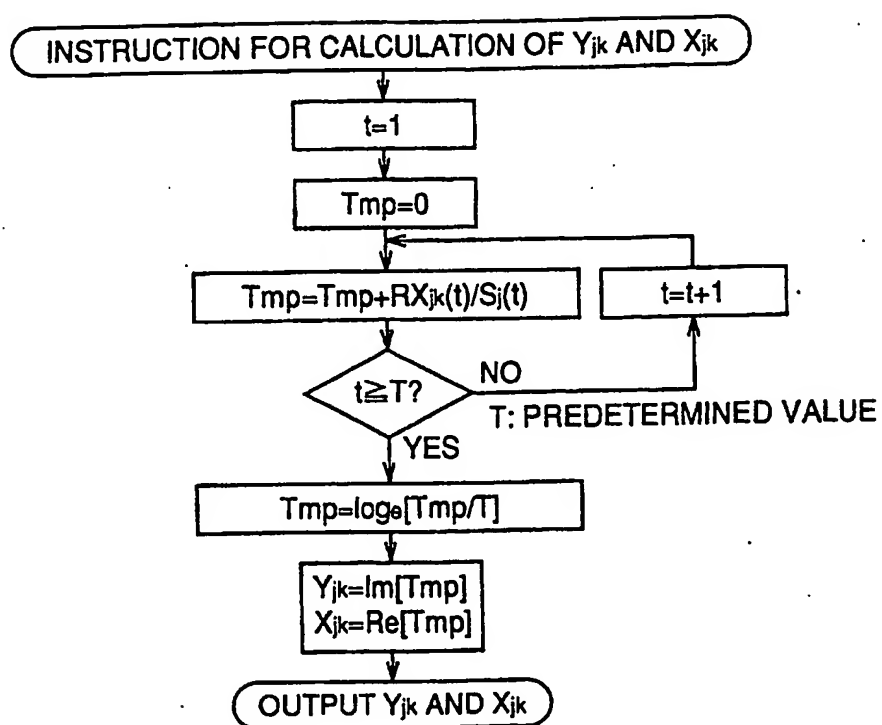 INSTRUCTION FOR CALCULATION OF Yjk AND Xjk
t=1
Tmp=0
Tmp=Tmp+RXjk(t)/Sj(t)
t=t+1
t≧T?
NO
T: PREDETERMINED VALUE
YES
Tmp=loge[Tmp/T]
Yjk=Im[Tmp]
Xjk=Re[Tmp]
OUTPUT Yjk AND Xjk